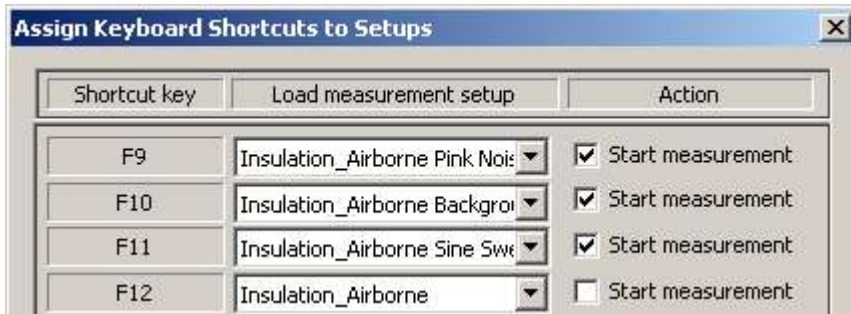 Assign Keyboard Shortcuts to Setups
Shortcut key Load measurement setup Action
F9 Insulation_Airborne Pink Nois Start measurement
F10 Insulation_Airborne Backgrou Start measurement
F11 Insulation_Airborne Sine Swe Start measurement
F12 Insulation_Airborne Start measurement